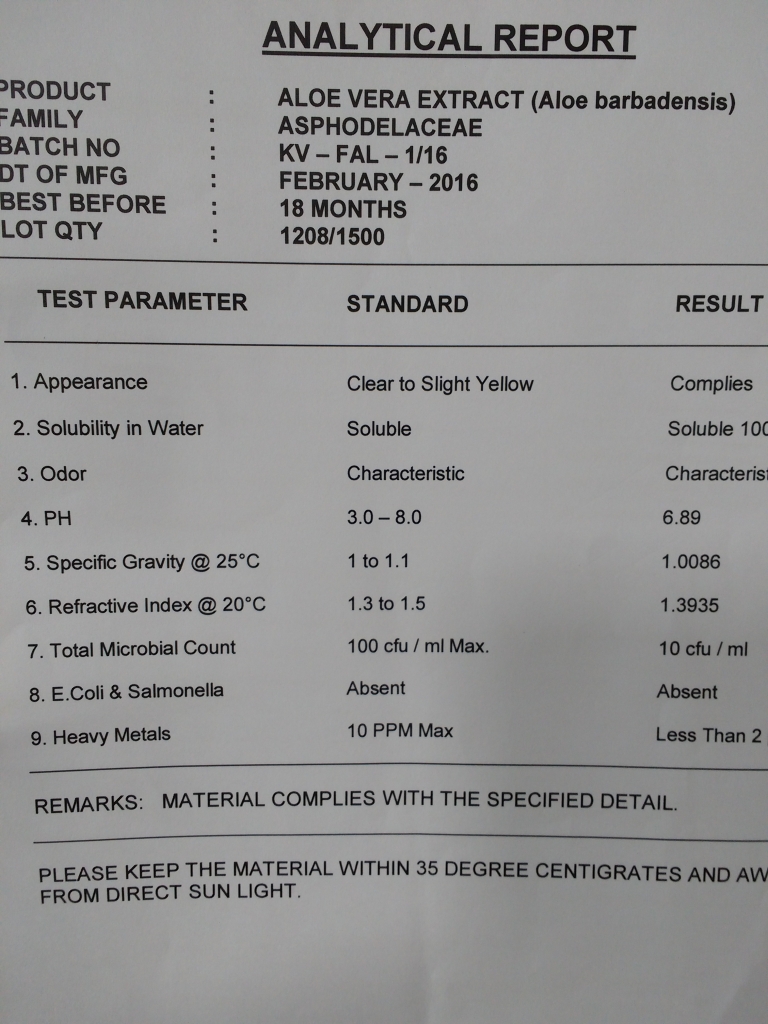 ANALYTICAL REPORT
PRODUCT : ALOE VERA EXTRACT (Aloe barbadensis)
FAMILY : ASPHODELACEAE
BATCH NO : KV – FAL – 1/16
DT OF MFG : FEBRUARY – 2016
BEST BEFORE : 18 MONTHS
LOT QTY : 1208/1500
TEST PARAMETER STANDARD RESULT
1. Appearance Clear to Slight Yellow Complies
2. Solubility in Water Soluble Soluble 100
3. Odor Characteristic Characterist
4. PH 3.0 – 8.0 6.89
5. Specific Gravity @ 25°C 1 to 1.1 1.0086
6. Refractive Index @ 20°C 1.3 to 1.5 1.3935
7. Total Microbial Count 100 cfu / ml Max. 10 cfu / ml
8. E.Coli & Salmonella Absent Absent
9. Heavy Metals 10 PPM Max Less Than 2
REMARKS: MATERIAL COMPLIES WITH THE SPECIFIED DETAIL.
PLEASE KEEP THE MATERIAL WITHIN 35 DEGREE CENTIGRATES AND AW
FROM DIRECT SUN LIGHT.